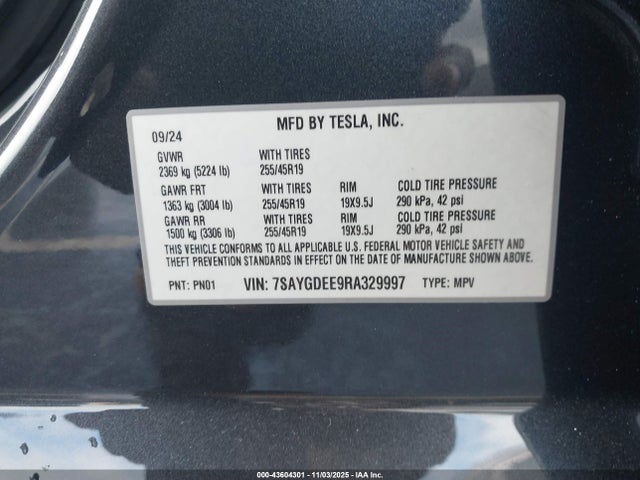 MFD BY TESLA, INC.
09/24
GVWR WITH TIRES
2369 kg (5224 lb) 255/45R19
GAWR FRT WITH TIRES RIM COLD TIRE PRESSURE
1363 kg (3004 lb) 255/45R19 19X9.5J 290 kPa, 42 psi
GAWR RR WITH TIRES RIM COLD TIRE PRESSURE
1500 kg (3306 lb) 255/45R19 19X9.5J 290 kPa, 42 psi
THIS VEHICLE CONFORMS TO ALL APPLICABLE U.S. FEDERAL MOTOR VEHICLE SAFETY AND
THEFT PREVENTION STANDARDS IN EFFECT ON THE DATE OF MANUFACTURE SHOWN ABOVE.
PNT: PN01 VIN: 7SAYGDEE9RA329997 TYPE: MPV
000-43604301 - 11/03/2025 - IAA Inc.